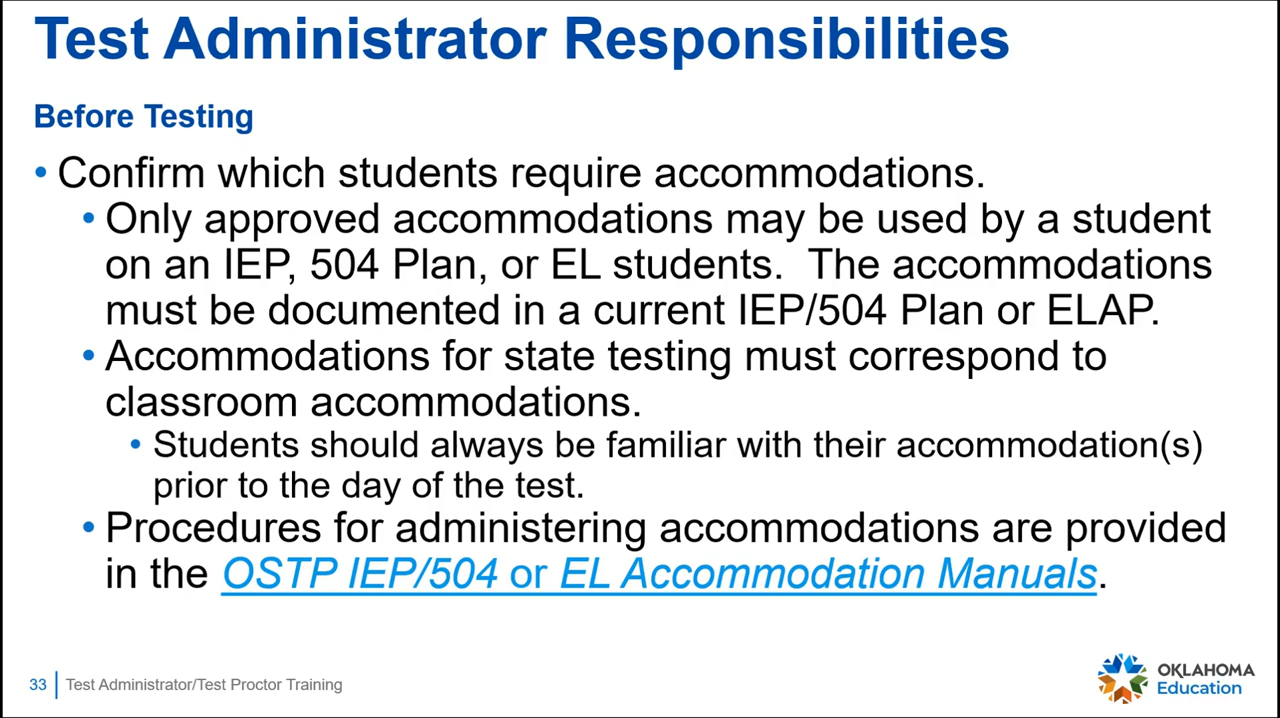 Test Administrator Responsibilities
Before Testing
• Confirm which students require accommodations.
• Only approved accommodations may be used by a student
on an IEP, 504 Plan, or EL students.  The accommodations
must be documented in a current IEP/504 Plan or ELAP.
• Accommodations for state testing must correspond to
classroom accommodations.
• Students should always be familiar with their accommodation(s)
prior to the day of the test.
• Procedures for administering accommodations are provided
in the OSTP IEP/504 or EL Accommodation Manuals.
33 Test Administrator/Test Proctor Training
OKLAHOMA
Education